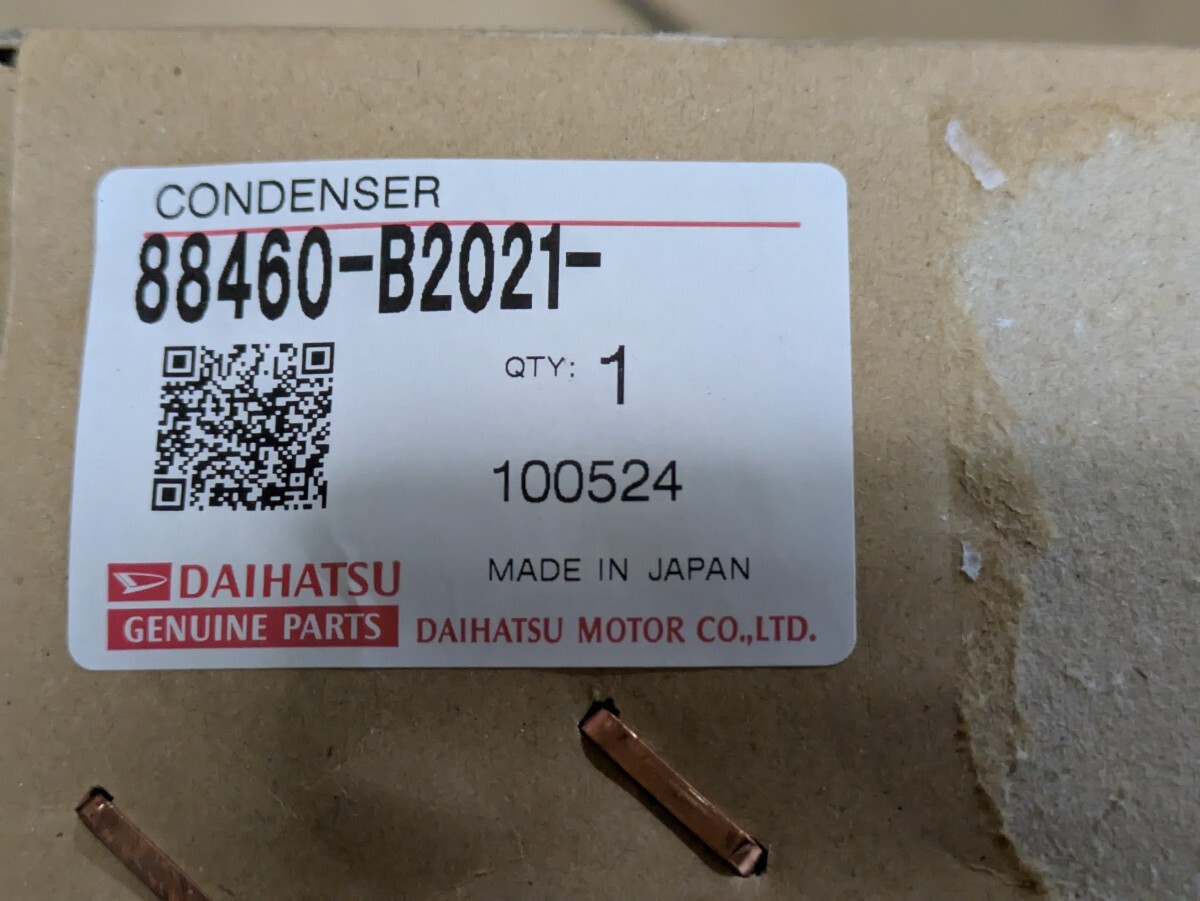 CONDENSER
88460-B2021-
QTY: 1
100524
MADE IN JAPAN
DAIHATSU
GENUINE PARTS
DAIHATSU MOTOR CO.,LTD.